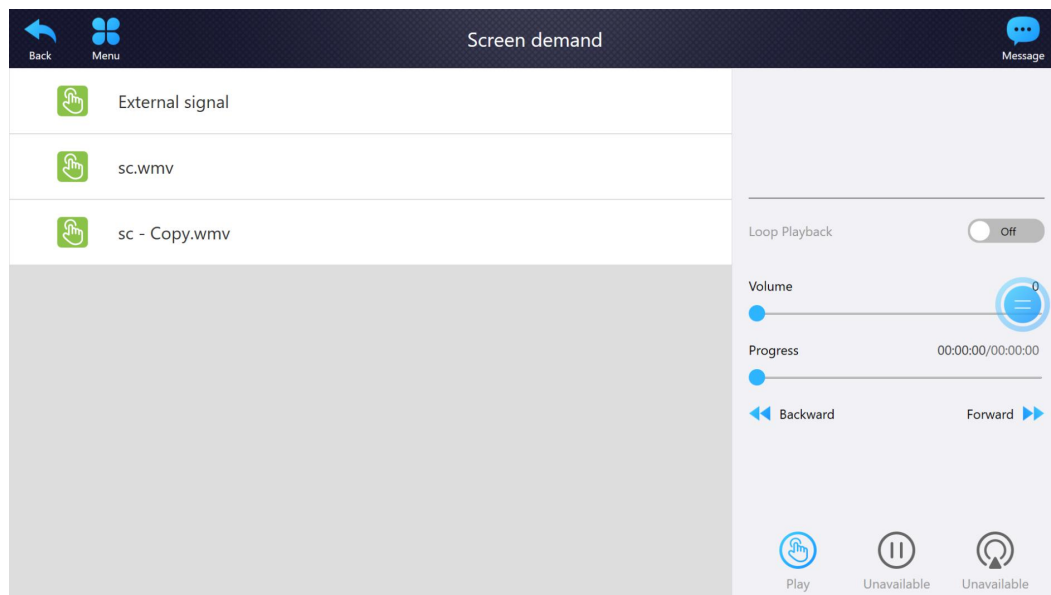 Back
Menu
Screen demand
Message
External signal
sc.wmv
sc - Copy.wmv
Loop Playback
Off
Volume
0
Progress
00:00:00/00:00:00
Backward
Forward
Play
Unavailable
Unavailable